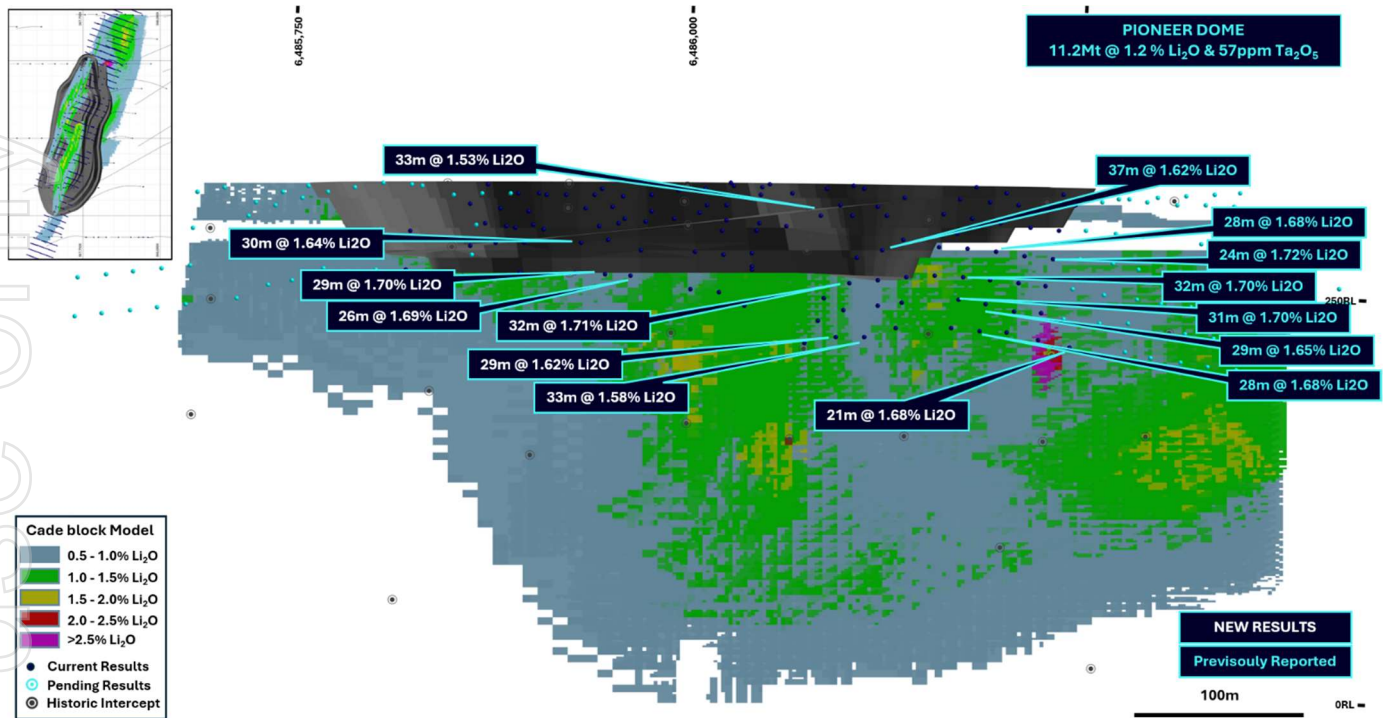 6,485,750
6,486,000
PIONEER DOME
11.2Mt @ 1.2 % Li₂O & 57ppm Ta₂O₅
33m @ 1.53% Li2O
37m @ 1.62% Li2O
28m @ 1.68% Li2O
30m @ 1.64% Li2O
24m @ 1.72% Li2O
29m @ 1.70% Li2O
32m @ 1.70% Li2O
250RL
26m @ 1.69% Li2O
32m @ 1.71% Li2O
31m @ 1.70% Li2O
29m @ 1.62% Li2O
29m @ 1.65% Li2O
33m @ 1.58% Li2O
28m @ 1.68% Li2O
21m @ 1.68% Li2O
Cade block Model
0.5 - 1.0% Li₂O
1.0 - 1.5% Li₂O
1.5 - 2.0% Li₂O
2.0 - 2.5% Li₂O
>2.5% Li₂O
Current Results
Pending Results
Historic Intercept
NEW RESULTS
Previsouly Reported
100m
0RL